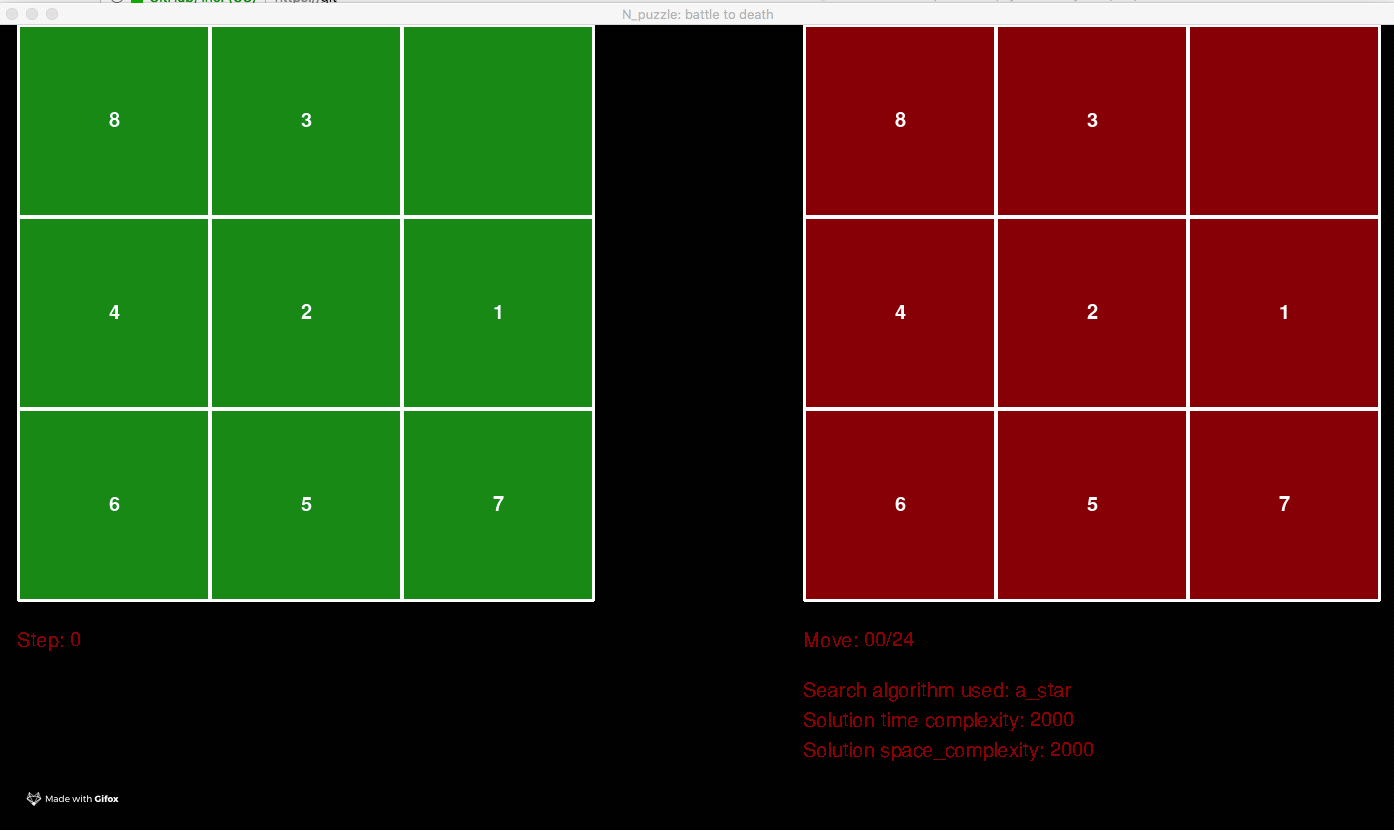 N_puzzle: battle to death
8 3
4 2 1
6 5 7
8 3
4 2 1
6 5 7
Step: 0
Move: 00/24
Search algorithm used: a_star
Solution time complexity: 2000
Solution space_complexity: 2000
Made with Gifox